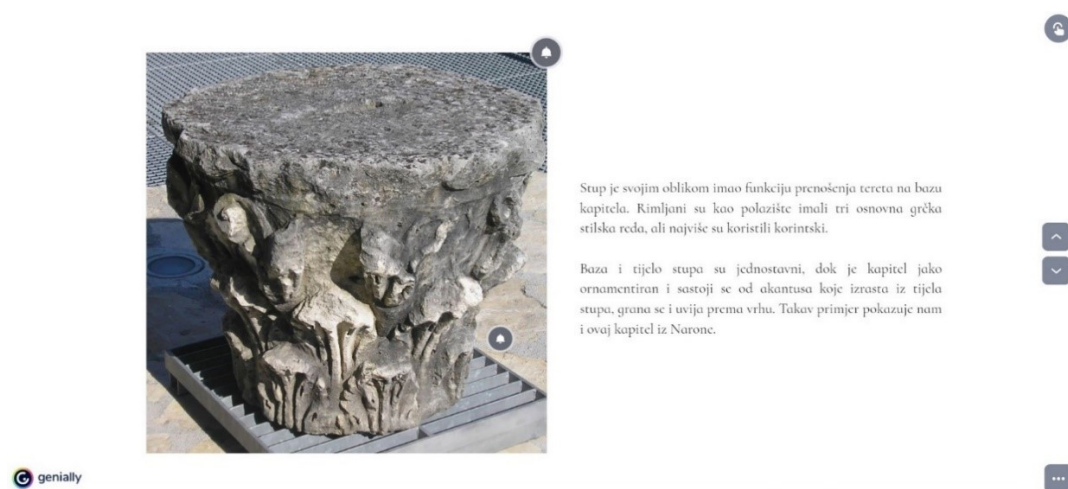 Stup je svojim oblikom imao funkciju prenošenja tereta na bazu
kapitela. Rimljani su kao polazište imali tri osnovna grčka
stilska reda, ali najviše su koristili korintski.
Baza i tijelo stupa su jednostavni, dok je kapitel jako
ornamentiran i sastoji se od akantusa koje izrasta iz tijela
stupa, grana se i uvija prema vrhu. Takav primjer pokazuje nam
i ovaj kapitel iz Narone.
genially